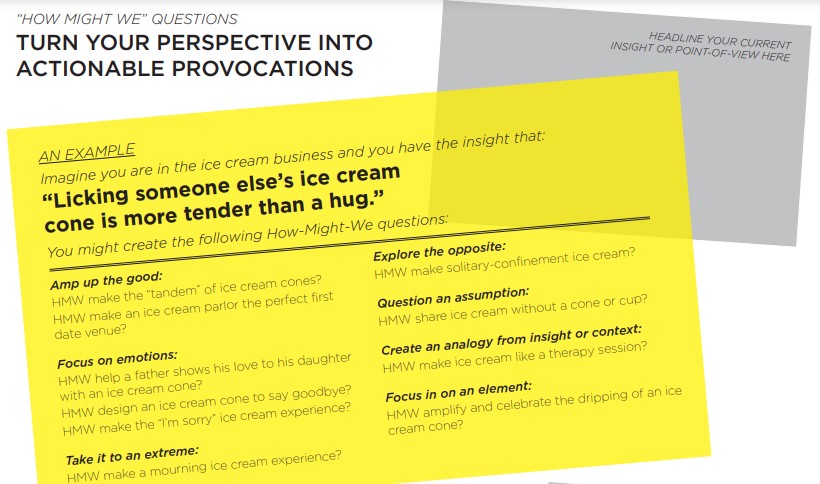 “HOW MIGHT WE” QUESTIONS
TURN YOUR PERSPECTIVE INTO
ACTIONABLE PROVOCATIONS
HEADLINE YOUR CURRENT
INSIGHT OR POINT-OF-VIEW HERE
AN EXAMPLE
Imagine you are in the ice cream business and you have the insight that:
“Licking someone else’s ice cream
cone is more tender than a hug.”
You might create the following How-Might-We questions:
Amp up the good:
HMW make the “tandem” of ice cream cones?
HMW make an ice cream parlor the perfect first
date venue?
Focus on emotions:
HMW help a father shows his love to his daughter
with an ice cream cone?
HMW design an ice cream cone to say goodbye?
HMW make the “I’m sorry” ice cream experience?
Take it to an extreme:
HMW make a mourning ice cream experience?
Explore the opposite:
HMW make solitary-confinement ice cream?
Question an assumption:
HMW share ice cream without a cone or cup?
Create an analogy from insight or context:
HMW make ice cream like a therapy session?
Focus in on an element:
HMW amplify and celebrate the dripping of an ice
cream cone?